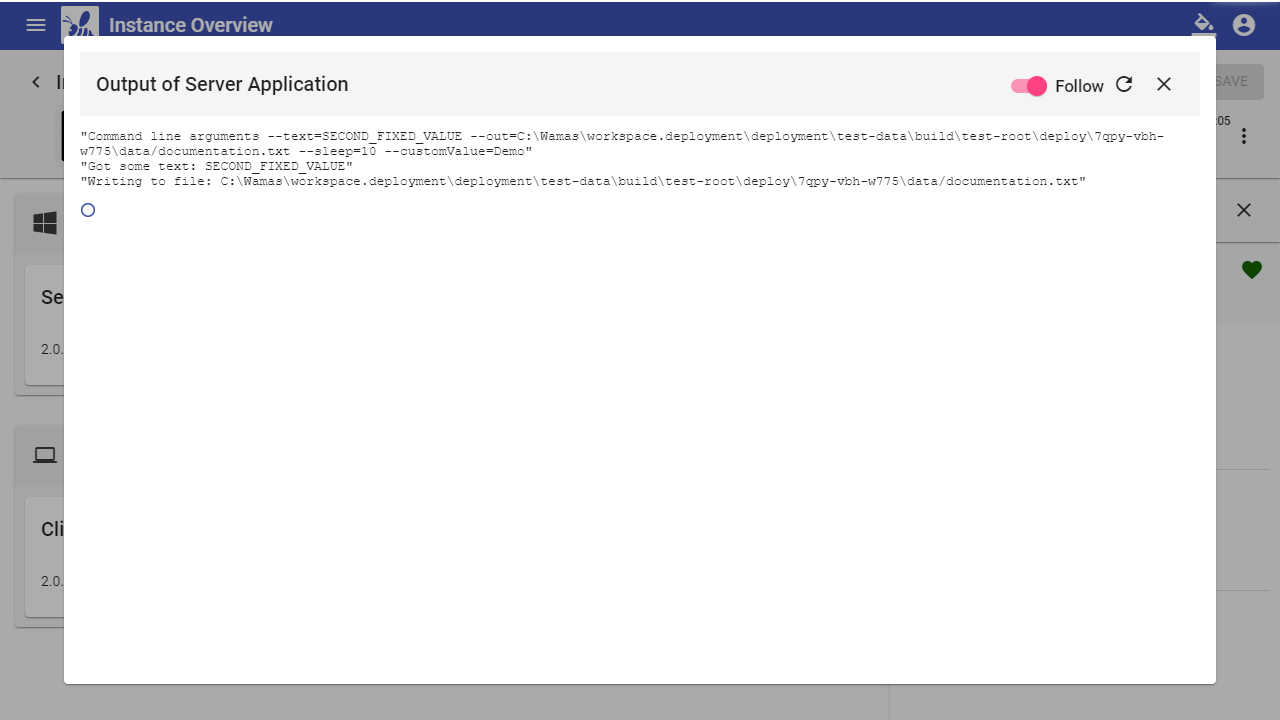 Instance Overview
SAVE
Output of Server Application
Follow
"Command line arguments --text=SECOND_FIXED_VALUE --out=C:\Wamas\workspace.deployment\deployment\test-data\build\test-root\deploy\7qpy-vbh-
w775\data/documentation.txt --sleep=10 --customValue=Demo"
"Got some text: SECOND_FIXED_VALUE"
"Writing to file: C:\Wamas\workspace.deployment\deployment\test-data\build\test-root\deploy\7qpy-vbh-w775\data/documentation.txt"
:05
Se
2.0.
Cli
2.0.